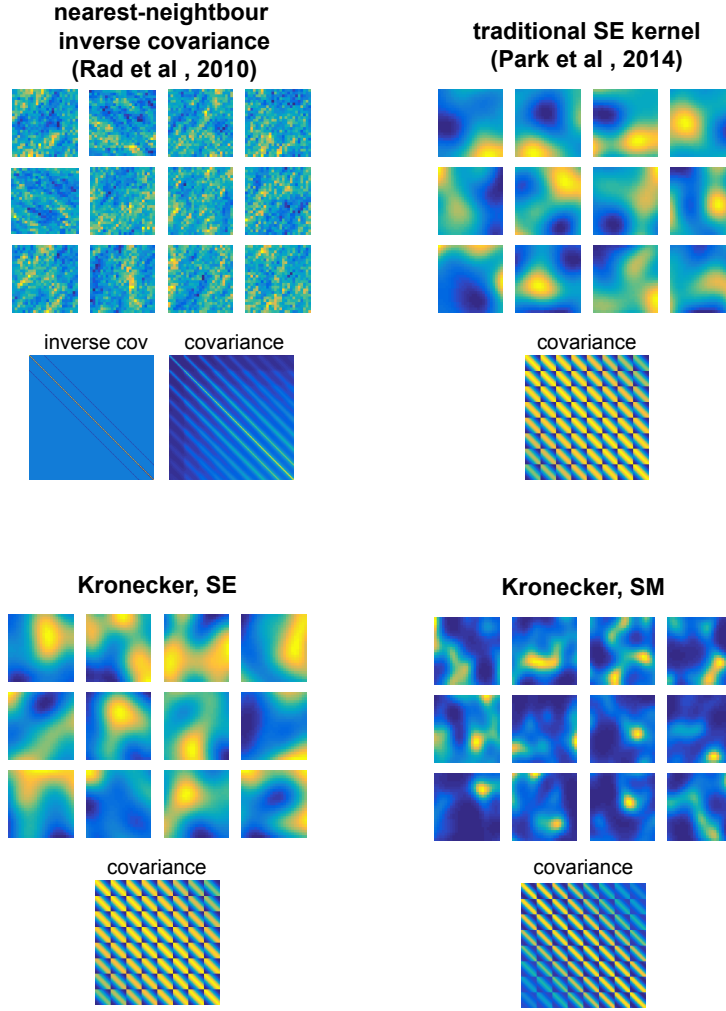 nearest-neighbour
inverse covariance
(Rad et al , 2010)
traditional SE kernel
(Park et al , 2014)
inverse cov
covariance
covariance
Kronecker, SE
Kronecker, SM
covariance
covariance